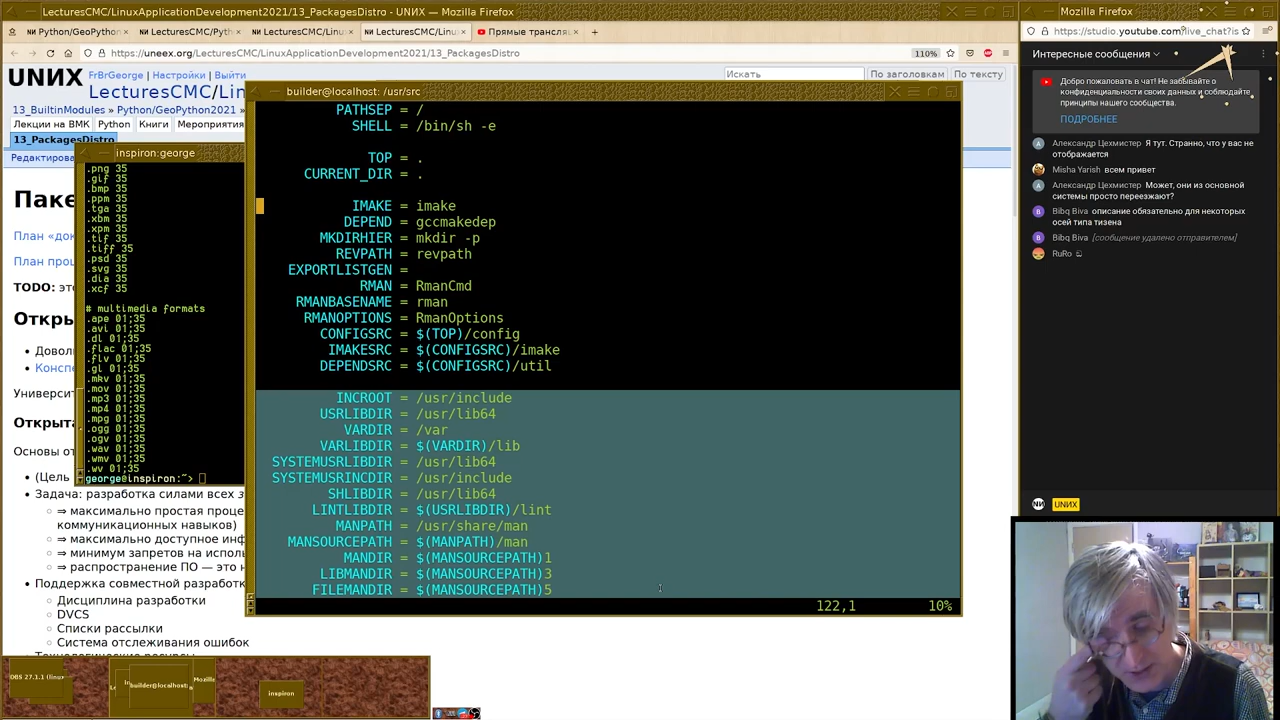 LecturesCMC/LinuxApplicationDevelopment2021/13_PackagesDistro - UNИX — Mozilla Firefox
Mozilla Firefox
Python/GeoPython
LecturesCMC/Pyth
LecturesCMC/Linu
LecturesCMC/Linu
Прямые трансляц
https://studio.youtube.com/live_chat?is
https://uneex.org/LecturesCMC/LinuxApplicationDevelopment2021/13_PackagesDistro
110%
Интересные сообщения
UNИX
FrBrGeorge | Настройки | Выйти
Искать
По заголовкам
По тексту
LecturesCMC/Lin
13_BuiltinModules » Python/GeoPython2021 »
Лекции на ВМК
Python
Книги
Мероприятия
13_PackagesDistro
Редактирова
Добро пожаловать в чат! Не забывайте о
конфиденциальности своих данных и соблюдайте
принципы нашего сообщества.
ПОДРОБНЕЕ
Александр Цехмистер Я тут. Странно, что у вас не
отображается
Misha Yarish всем привет
Александр Цехмистер Может, они из основной
системы просто переезжают?
Bibq Biva описание обязательно для некоторых
осей типа тизена
Bibq Biva [сообщение удалено отправителем]
RuRo
UNИX
builder@localhost: /usr/src
PATHSEP = /
SHELL = /bin/sh -e
TOP = .
CURRENT_DIR = .
IMAKE = imake
DEPEND = gccmakedep
MKDIRHIER = mkdir -p
REVPATH = revpath
EXPORTLISTGEN =
RMAN = RmanCmd
RMANBASENAME = rman
RMANOPTIONS = RmanOptions
CONFIGSRC = $(TOP)/config
IMAKESRC = $(CONFIGSRC)/imake
DEPENDSRC = $(CONFIGSRC)/util
INCROOT = /usr/include
USRLIBDIR = /usr/lib64
VARDIR = /var
VARLIBDIR = $(VARDIR)/lib
SYSTEMUSRLIBDIR = /usr/lib64
SYSTEMUSRINCDIR = /usr/include
SHLIBDIR = /usr/lib64
LINTLIBDIR = $(USRLIBDIR)/lint
MANPATH = /usr/share/man
MANSOURCEPATH = $(MANPATH)/man
MANDIR = $(MANSOURCEPATH)1
LIBMANDIR = $(MANSOURCEPATH)3
FILEMANDIR = $(MANSOURCEPATH)5
122,1 10%
inspiron:george
.png 35
.gif 35
.bmp 35
.ppm 35
.tga 35
.xbm 35
.xpm 35
.tif 35
.tiff 35
.psd 35
.svg 35
.dia 35
.xcf 35
# multimedia formats
.ape 01;35
.avi 01;35
.dl 01;35
.flac 01;35
.flv 01;35
.gl 01;35
.mkv 01;35
.mov 01;35
.mp3 01;35
.mp4 01;35
.mpg 01;35
.ogg 01;35
.ogv 01;35
.wav 01;35
.wmv 01;35
.wv 01;35
george@inspiron:~>
Паке
План «док
План проц
TODO: это
Откры
Довол
Конспе
Университ
Открыта
Основы от
(Цель
Задача: разработка силами всех з
⇒ максимально простая проце
коммуникационных навыков)
⇒ максимально доступное инф
⇒ минимум запретов на исполь
⇒ распространение ПО — это н
Поддержка совместной разработк
Дисциплина разработки
DVCS
Списки рассылки
Система отслеживания ошибок
builder@localhost:
Mozilla
inspiron